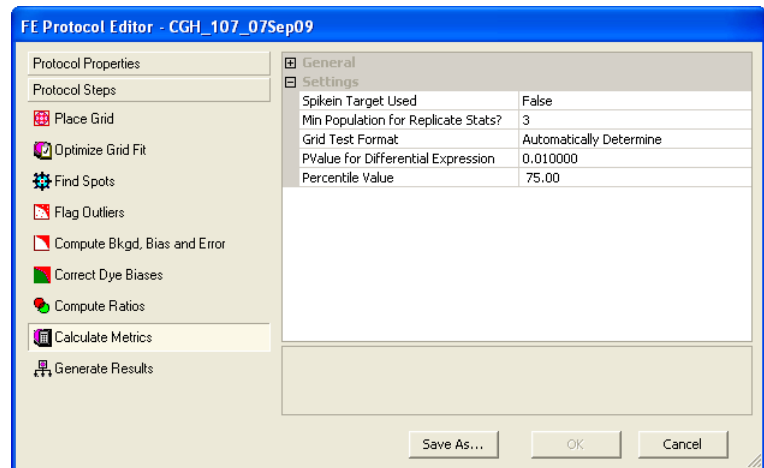 FE Protocol Editor - CGH_107_07Sep09
Protocol Properties
Protocol Steps
Place Grid
Optimize Grid Fit
Find Spots
Flag Outliers
Compute Bkgd, Bias and Error
Correct Dye Biases
Compute Ratios
Calculate Metrics
Generate Results
General
Settings
Spikein Target Used False
Min Population for Replicate Stats? 3
Grid Test Format Automatically Determine
PValue for Differential Expression 0.010000
Percentile Value 75.00
Save As... OK Cancel